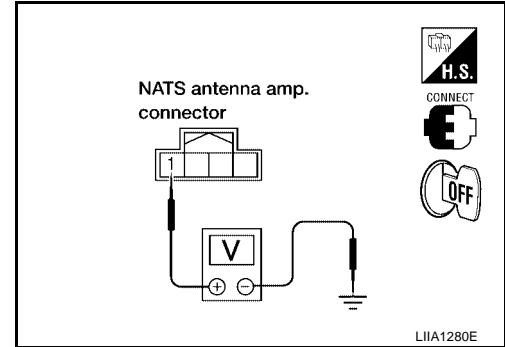 H.S.
NATS antenna amp.
connector
CONNECT
1
OFF
V
+ −
LIIA1280E